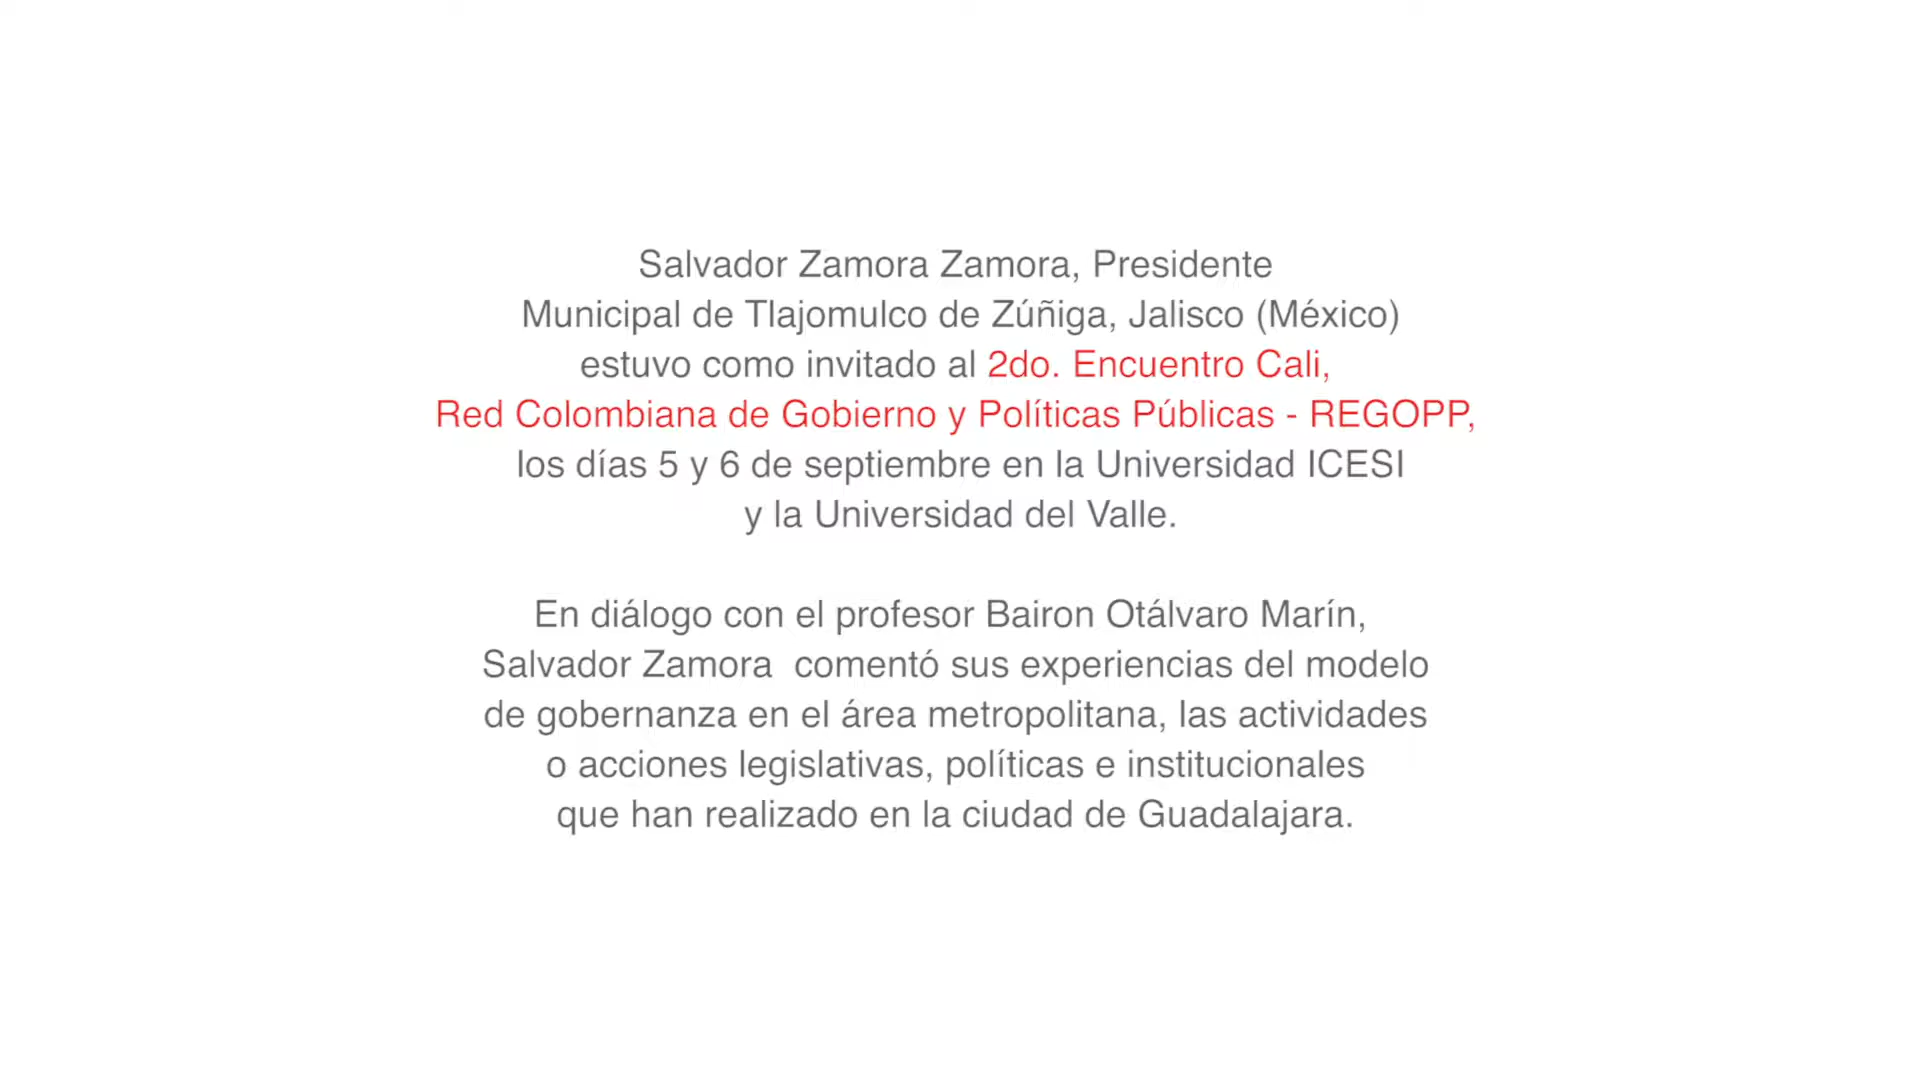 Salvador Zamora Zamora, Presidente
Municipal de Tlajomulco de Zúñiga, Jalisco (México)
estuvo como invitado al 2do. Encuentro Cali,
Red Colombiana de Gobierno y Políticas Públicas - REGOPP,
los días 5 y 6 de septiembre en la Universidad ICESI
y la Universidad del Valle.
En diálogo con el profesor Bairon Otálvaro Marín,
Salvador Zamora  comentó sus experiencias del modelo
de gobernanza en el área metropolitana, las actividades
o acciones legislativas, políticas e institucionales
que han realizado en la ciudad de Guadalajara.